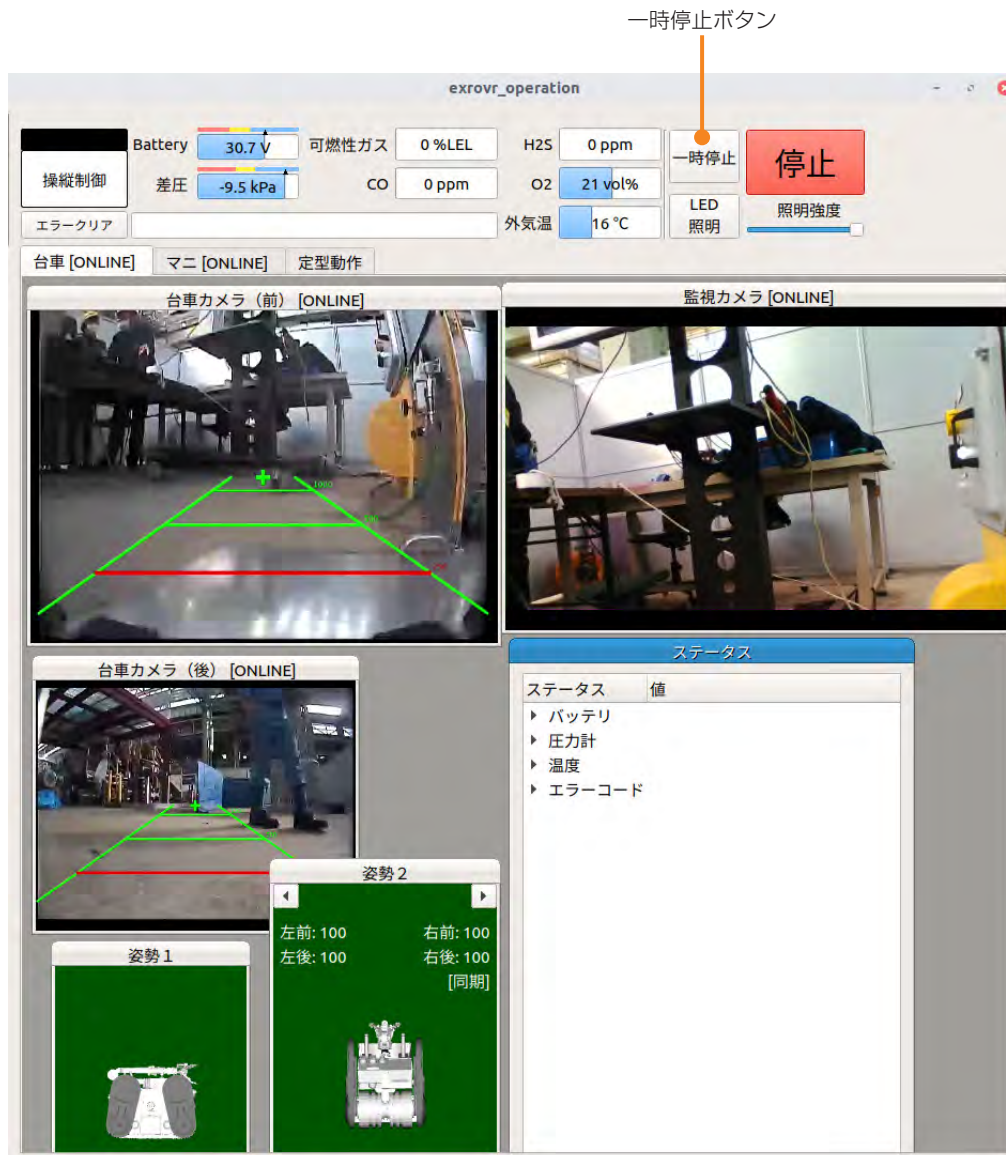 一時停止ボタン
exrovr_operation
Battery 30.7 V 可燃性ガス 0 %LEL H2S 0 ppm 一時停止 停止
操縦制御 差圧 -9.5 kPa CO 0 ppm O2 21 vol%
エラークリア 外気温 16 °C LED 照明 照明強度
台車 [ONLINE] マニ [ONLINE] 定型動作
台車カメラ（前） [ONLINE] 監視カメラ [ONLINE]
1000
ステータス
台車カメラ（後） [ONLINE]
ステータス 値
バッテリ
圧力計
温度
エラーコード
姿勢２
左前: 100 右前: 100
左後: 100 右後: 100
[同期]
姿勢１